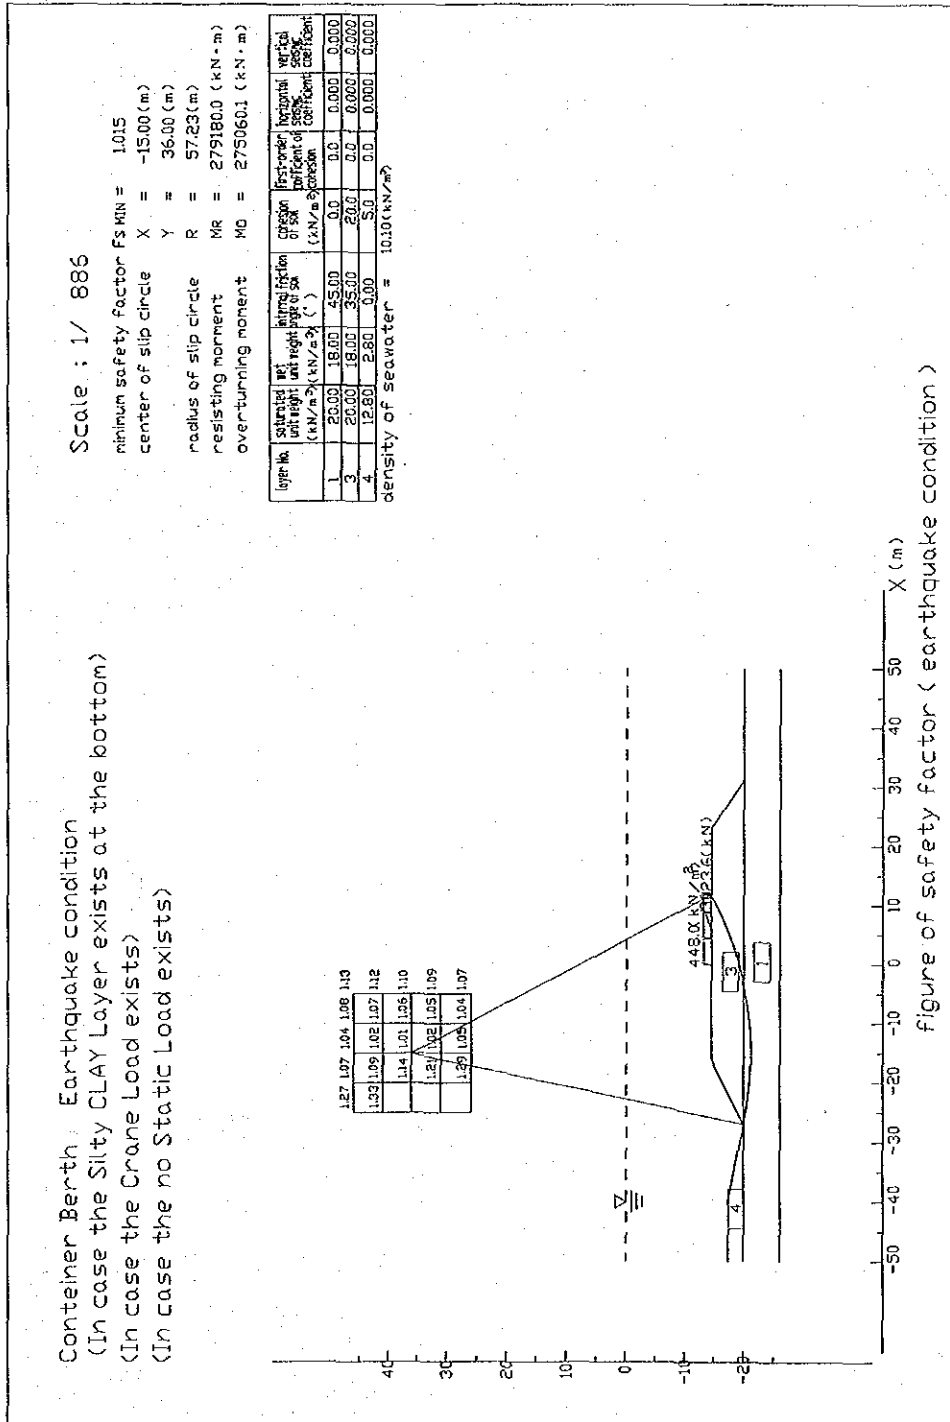 Conteiner Berth : Earthquake condition
(In case the Silty CLAY Layer exists at the bottom)
(In case the Crane Load exists)
(In case the no Static Load exists)
Scale : 1/ 886
minimum safety factor Fs MIN = 1.015
center of slip circle X = -15.00 (m)
Y = 36.00 (m)
radius of slip circle R = 57.23(m)
resisting morment MR = 279180.0 (kN·m)
overturning moment MO = 275060.1 (kN·m)
layer No. saturated unit weight (kN/m³) wet unit weight (kN/m³) internal friction angle of soil (°) cohesion of soil (kN/m²) first-order cofficient of cohesion horizontal seismic coefficient vertical seismic coefficient
1 20.00 18.00 45.00 0.0 0.0 0.000 0.000
3 20.00 18.00 35.00 20.0 0.0 0.000 0.000
4 12.80 2.80 0.00 5.0 0.0 0.000 0.000
density of seawater = 10.10(kN/m³)
1.27 1.07 1.04 1.08 1.13
1.33 1.09 1.02 1.07 1.12
1.14 1.01 1.06 1.10
1.21 1.02 1.05 1.09
1.29 1.05 1.04 1.07
40
30
20
10
0
-10
-20
448.0( kN/m²
(kN)
4
3
1
-50 -40 -30 -20 -10 0 10 20 30 40 50 X (m)
figure of safety factor ( earthquake condition )